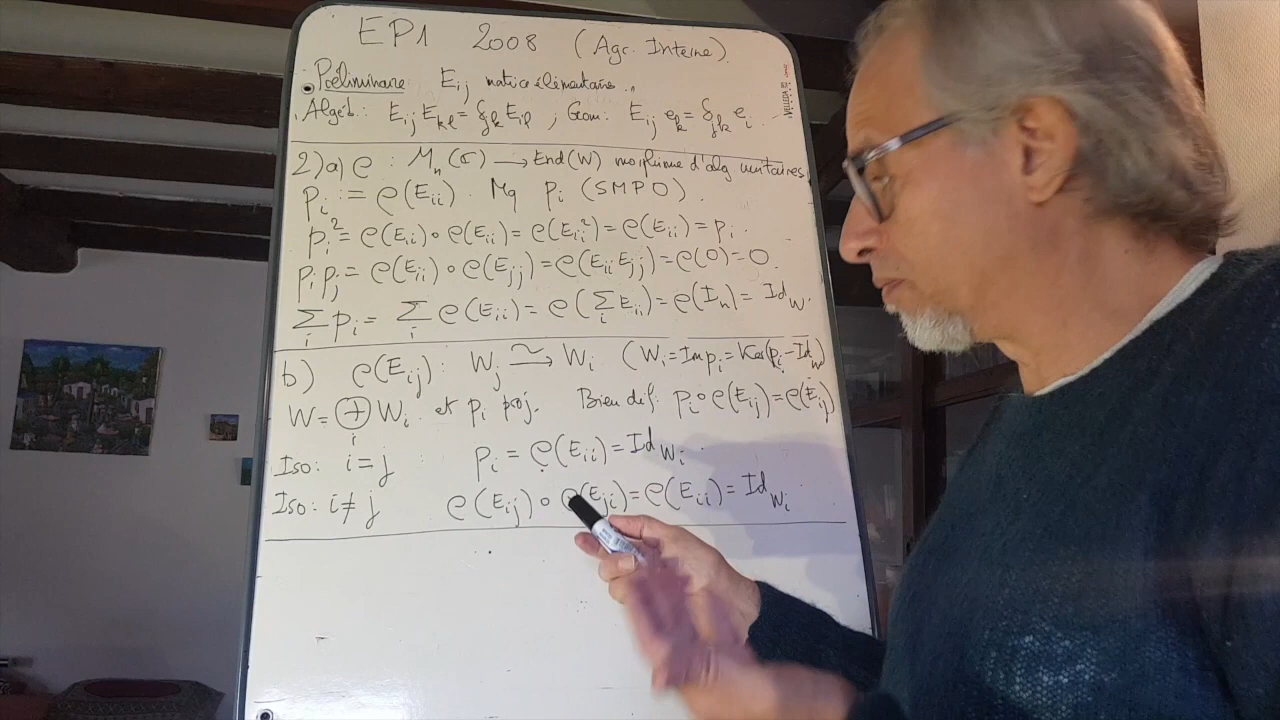 EP1 2008 (Agr. Interne).
Préliminaire: E_ij matrice élémentaire.
Algéb.: E_ij E_kl = δ_jk E_il , Géom: E_ij e_k = δ_jk e_i
2) a) ρ : M_n(ℂ) → End(W) morphisme d'alg unitaires
p_i := ρ(E_ii) . Mq p_i (SMPO).
p_i² = ρ(E_ii) ∘ ρ(E_ii) = ρ(E_ii²) = ρ(E_ii) = p_i .
p_i p_j = ρ(E_ii) ∘ ρ(E_jj) = ρ(E_ii E_jj) = ρ(0) = 0.
∑_i p_i = ∑_i ρ(E_ii) = ρ(∑_i E_ii) = ρ(I_n) = Id_W.
b) ρ(E_ij) : W_j ⥲ W_i (W_i = Im p_i = Ker(p_i - Id_W)
W = ⊕_i W_i et p_i proj. Bien déf: p_i ∘ ρ(E_ij) = ρ(E_ij)
Iso: i = j p_i = ρ(E_ii) = Id_W_i .
Iso: i ≠ j ρ(E_ij) ∘ ρ(E_ji) = ρ(E_ii) = Id_W_i